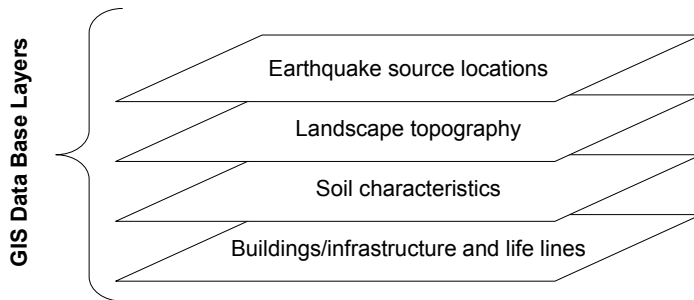 GIS Data Base Layers
Earthquake source locations
Landscape topography
Soil characteristics
Buildings/infrastructure and life lines